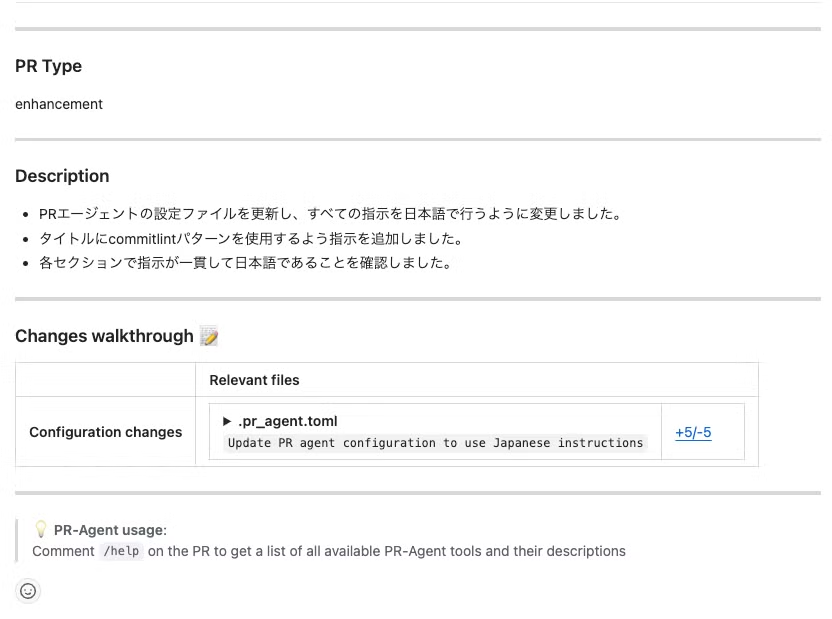 PR Type
enhancement
Description
PRエージェントの設定ファイルを更新し、すべての指示を日本語で行うように変更しました。
タイトルにcommitlintパターンを使用するよう指示を追加しました。
各セクションで指示が一貫して日本語であることを確認しました。
Changes walkthrough 📝
Relevant files
Configuration changes
.pr_agent.toml
Update PR agent configuration to use Japanese instructions
+5/-5
💡 PR-Agent usage:
Comment /help on the PR to get a list of all available PR-Agent tools and their descriptions